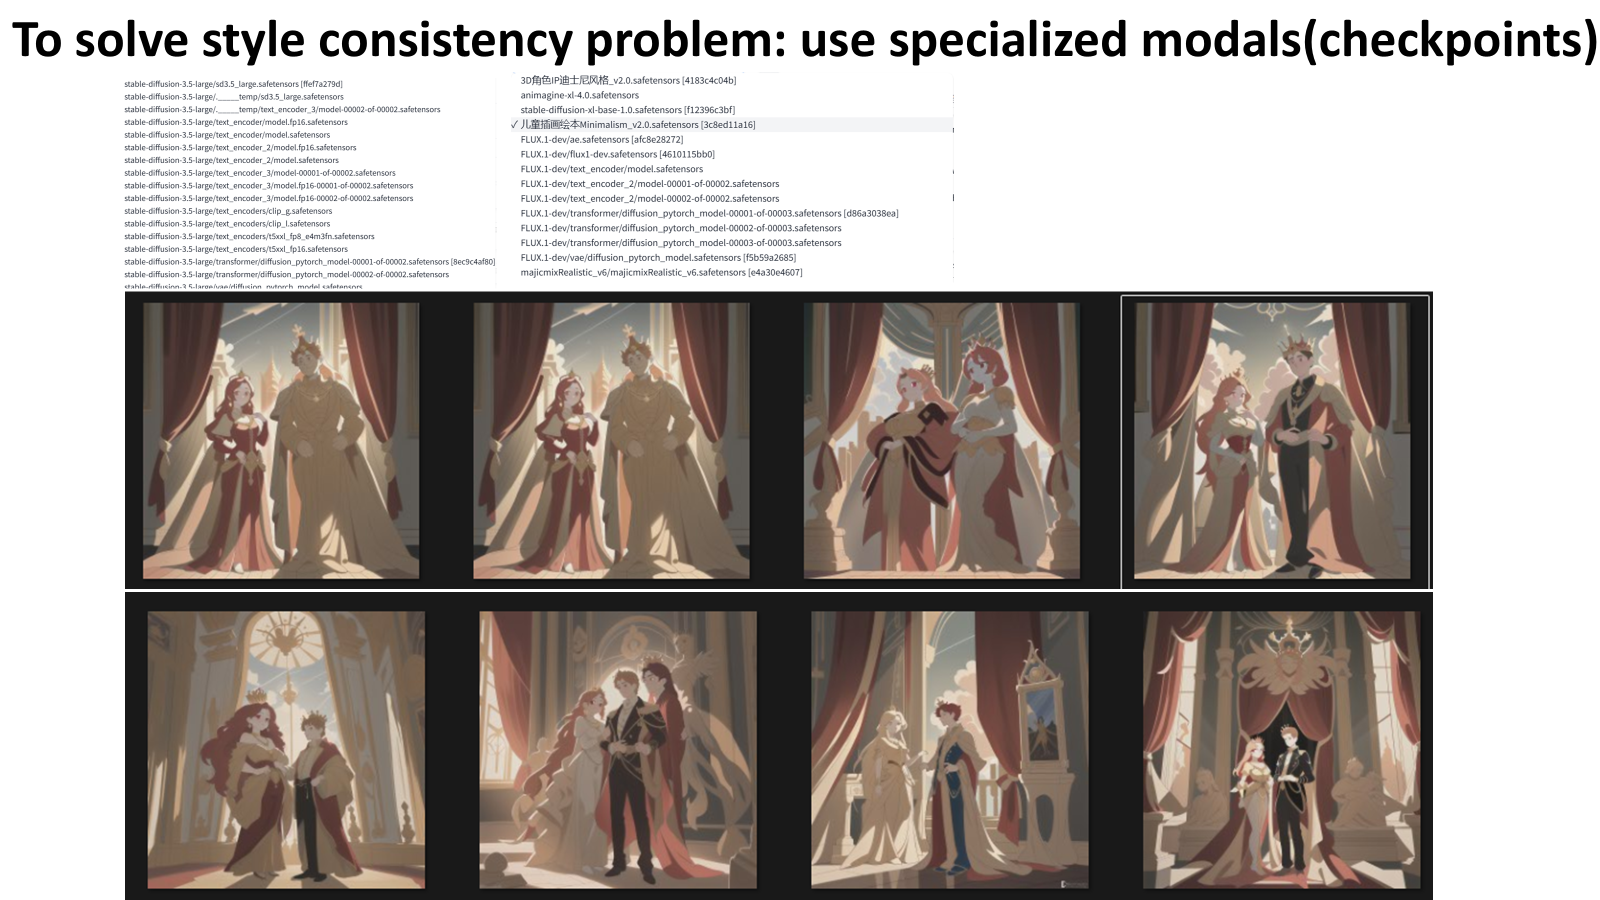 To solve style consistency problem: use specialized modals(checkpoints)
stable-diffusion-3.5-large/sd3.5_large.safetensors [ffef7a279d]
stable-diffusion-3.5-large/._____temp/sd3.5_large.safetensors
stable-diffusion-3.5-large/._____temp/text_encoder_3/model-00002-of-00002.safetensors
stable-diffusion-3.5-large/text_encoder/model.fp16.safetensors
stable-diffusion-3.5-large/text_encoder/model.safetensors
stable-diffusion-3.5-large/text_encoder_2/model.fp16.safetensors
stable-diffusion-3.5-large/text_encoder_2/model.safetensors
stable-diffusion-3.5-large/text_encoder_3/model-00001-of-00002.safetensors
stable-diffusion-3.5-large/text_encoder_3/model.fp16-00001-of-00002.safetensors
stable-diffusion-3.5-large/text_encoder_3/model.fp16-00002-of-00002.safetensors
stable-diffusion-3.5-large/text_encoders/clip_g.safetensors
stable-diffusion-3.5-large/text_encoders/clip_l.safetensors
stable-diffusion-3.5-large/text_encoders/t5xxl_fp8_e4m3fn.safetensors
stable-diffusion-3.5-large/text_encoders/t5xxl_fp16.safetensors
stable-diffusion-3.5-large/transformer/diffusion_pytorch_model-00001-of-00002.safetensors [8ec9c4af80]
stable-diffusion-3.5-large/transformer/diffusion_pytorch_model-00002-of-00002.safetensors
stable-diffusion-3.5-large/vae/diffusion_pytorch_model.safetensors
3D角色IP迪士尼风格_v2.0.safetensors [4183c4c04b]
animagine-xl-4.0.safetensors
stable-diffusion-xl-base-1.0.safetensors [f12396c3bf]
✓ 儿童插画绘本Minimalism_v2.0.safetensors [3c8ed11a16]
FLUX.1-dev/ae.safetensors [afc8e28272]
FLUX.1-dev/flux1-dev.safetensors [4610115bb0]
FLUX.1-dev/text_encoder/model.safetensors
FLUX.1-dev/text_encoder_2/model-00001-of-00002.safetensors
FLUX.1-dev/text_encoder_2/model-00002-of-00002.safetensors
FLUX.1-dev/transformer/diffusion_pytorch_model-00001-of-00003.safetensors [d86a3038ea]
FLUX.1-dev/transformer/diffusion_pytorch_model-00002-of-00003.safetensors
FLUX.1-dev/transformer/diffusion_pytorch_model-00003-of-00003.safetensors
FLUX.1-dev/vae/diffusion_pytorch_model.safetensors [f5b59a2685]
majicmixRealistic_v6/majicmixRealistic_v6.safetensors [e4a30e4607]